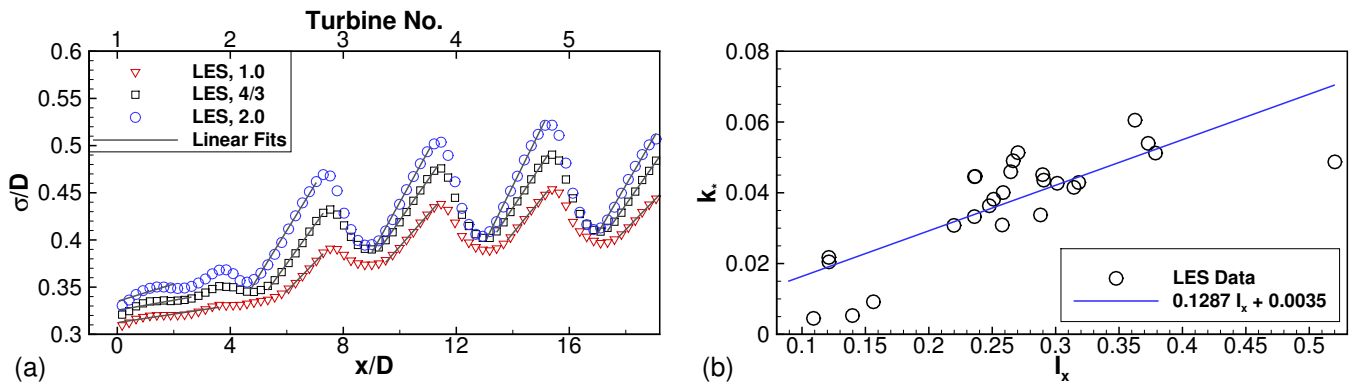 Turbine No.
1 2 3 4 5
0.6
0.55
0.5
0.45
0.4
0.35
0.3
σ/D
LES, 1.0
LES, 4/3
LES, 2.0
Linear Fits
0 4 8 12 16
x/D
(a)
0.08
0.06
0.04
0.02
0
k*
LES Data
0.1287 Ix + 0.0035
0.1 0.15 0.2 0.25 0.3 0.35 0.4 0.45 0.5
Ix
(b)